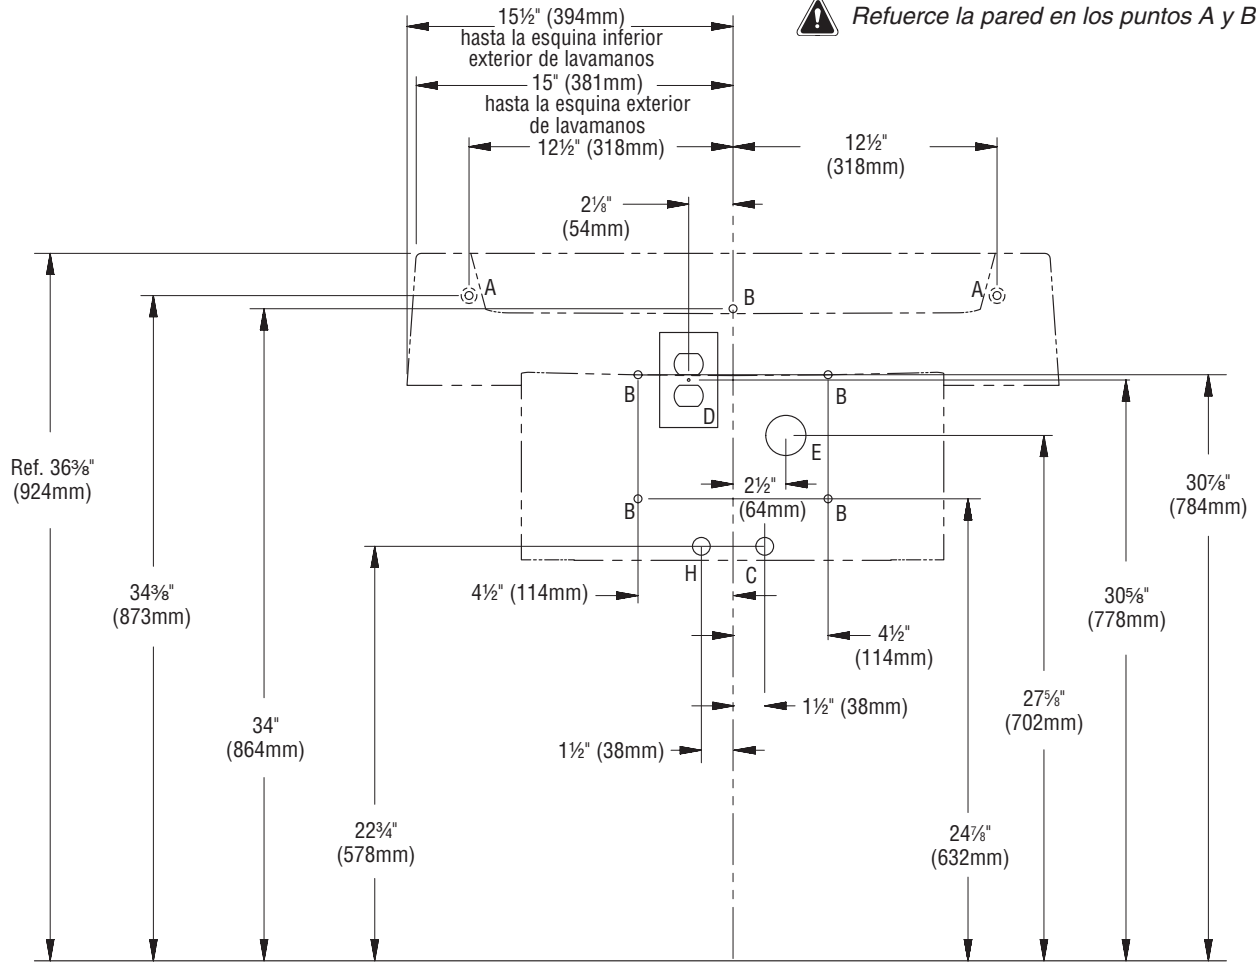 15½" (394mm)
hasta la esquina inferior
exterior de lavamanos
15" (381mm)
hasta la esquina exterior
de lavamanos
12½" (318mm)
Refuerce la pared en los puntos A y B
12½"
(318mm)
2⅛"
(54mm)
A
B
A
B
B
D
E
Ref. 36⅜"
(924mm)
30⅞"
(784mm)
2½"
(64mm)
B
B
H
C
34⅜"
(873mm)
4½" (114mm)
30⅝"
(778mm)
4½"
(114mm)
27⅝"
(702mm)
1½" (38mm)
34"
(864mm)
1½" (38mm)
22¾"
(578mm)
24⅞"
(632mm)